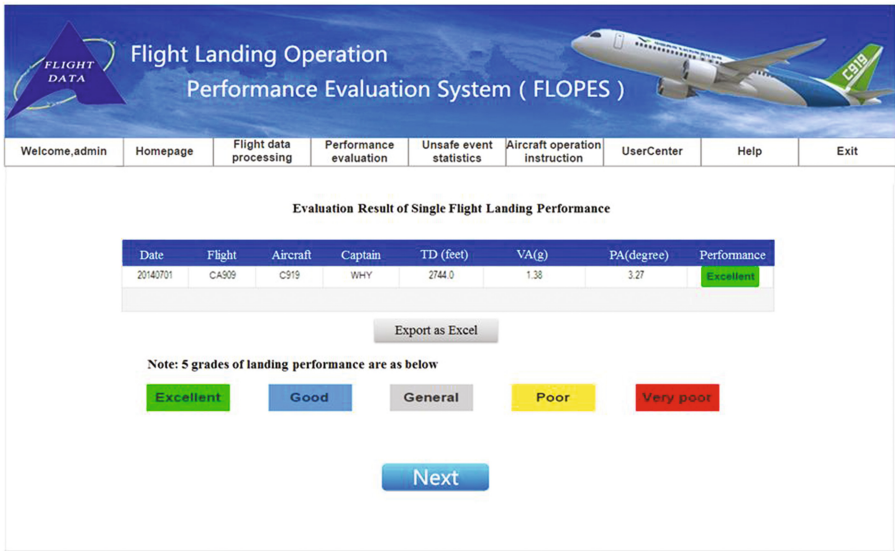 FLIGHT
DATA
Flight Landing Operation
Performance Evaluation System ( FLOPES )
C919
Welcome,admin Homepage Flight data processing Performance evaluation Unsafe event statistics Aircraft operation instruction UserCenter Help Exit
Evaluation Result of Single Flight Landing Performance
Date Flight Aircraft Captain TD (feet) VA(g) PA(degree) Performance
20140701 CA909 C919 WHY 2744.0 1.38 3.27 Excellent
Export as Excel
Note: 5 grades of landing performance are as below
Excellent Good General Poor Very poor
Next